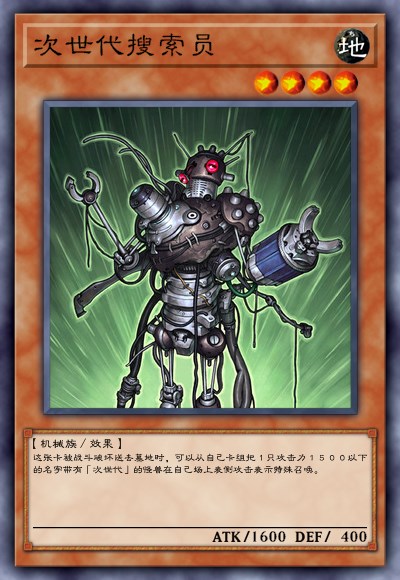 次世代搜索员
地
【机械族／效果】
这张卡被战斗破坏送去墓地时，可以从自己卡组把１只攻击力１５００以下
的名字带有「次世代」的怪兽在自己场上表侧攻击表示特殊召唤。
ATK/1600 DEF/ 400